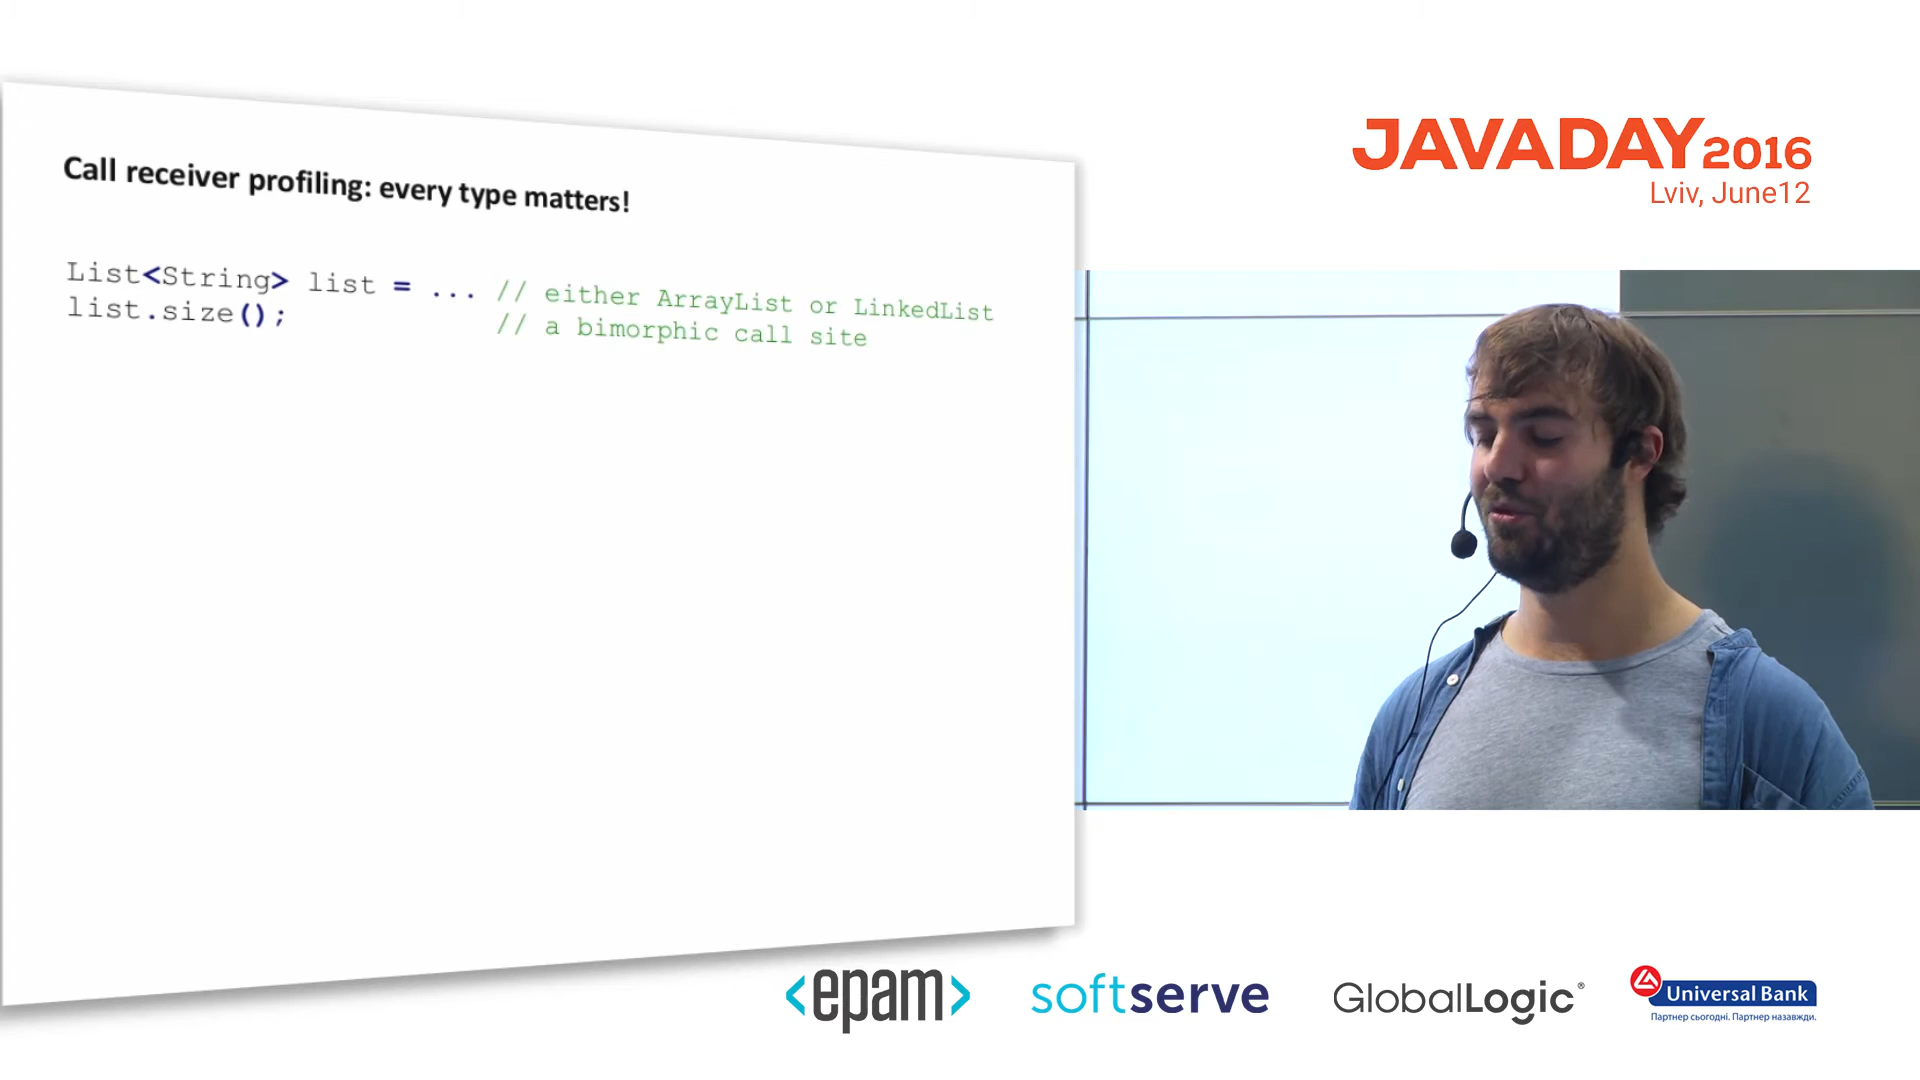 Call receiver profiling: every type matters!
List<String> list = ... // either ArrayList or LinkedList
list.size();            // a bimorphic call site
JAVADAY2016
Lviv, June12
<epam>
softserve
GlobalLogic®
Universal Bank
Партнер сьогодні. Партнер назавжди.